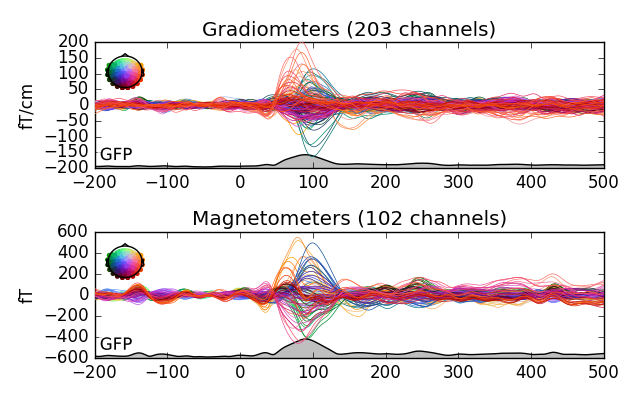 Gradiometers (203 channels)
200
150
100
50
0
−50
−100
−150
−200
fT/cm
GFP
−200 −100 0 100 200 300 400 500
Magnetometers (102 channels)
600
400
200
0
−200
−400
−600
fT
GFP
−200 −100 0 100 200 300 400 500